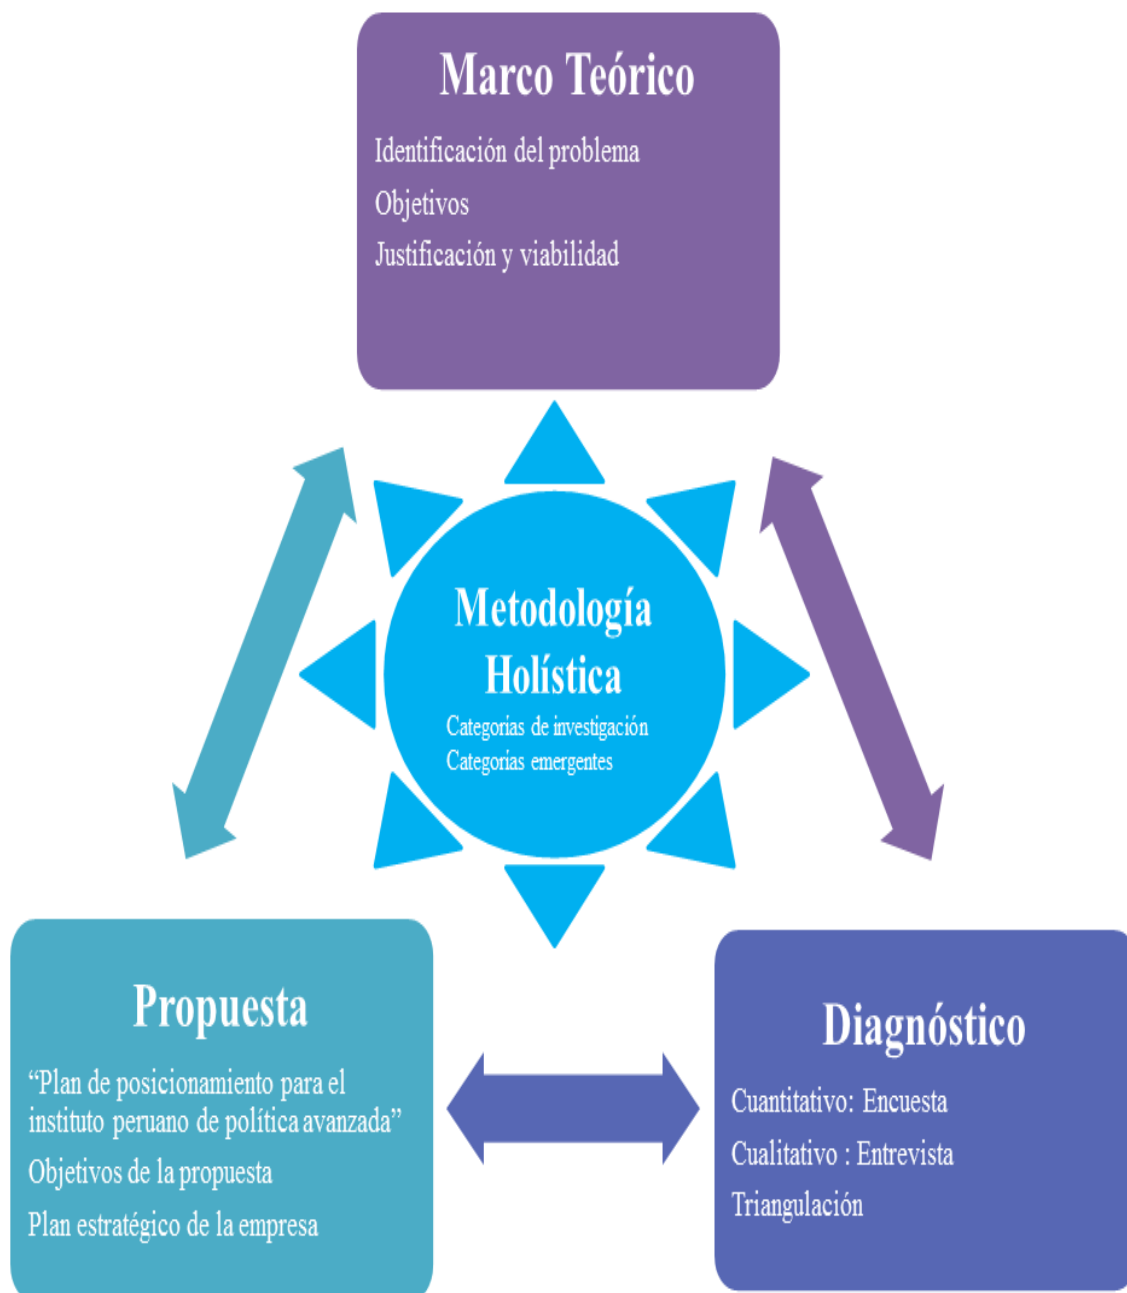 Marco Teórico
Identificación del problema
Objetivos
Justificación y viabilidad
Metodología
Holística
Categorías de investigación
Categorías emergentes
Propuesta
“Plan de posicionamiento para el
instituto peruano de política avanzada”
Objetivos de la propuesta
Plan estratégico de la empresa
Diagnóstico
Cuantitativo: Encuesta
Cualitativo : Entrevista
Triangulación